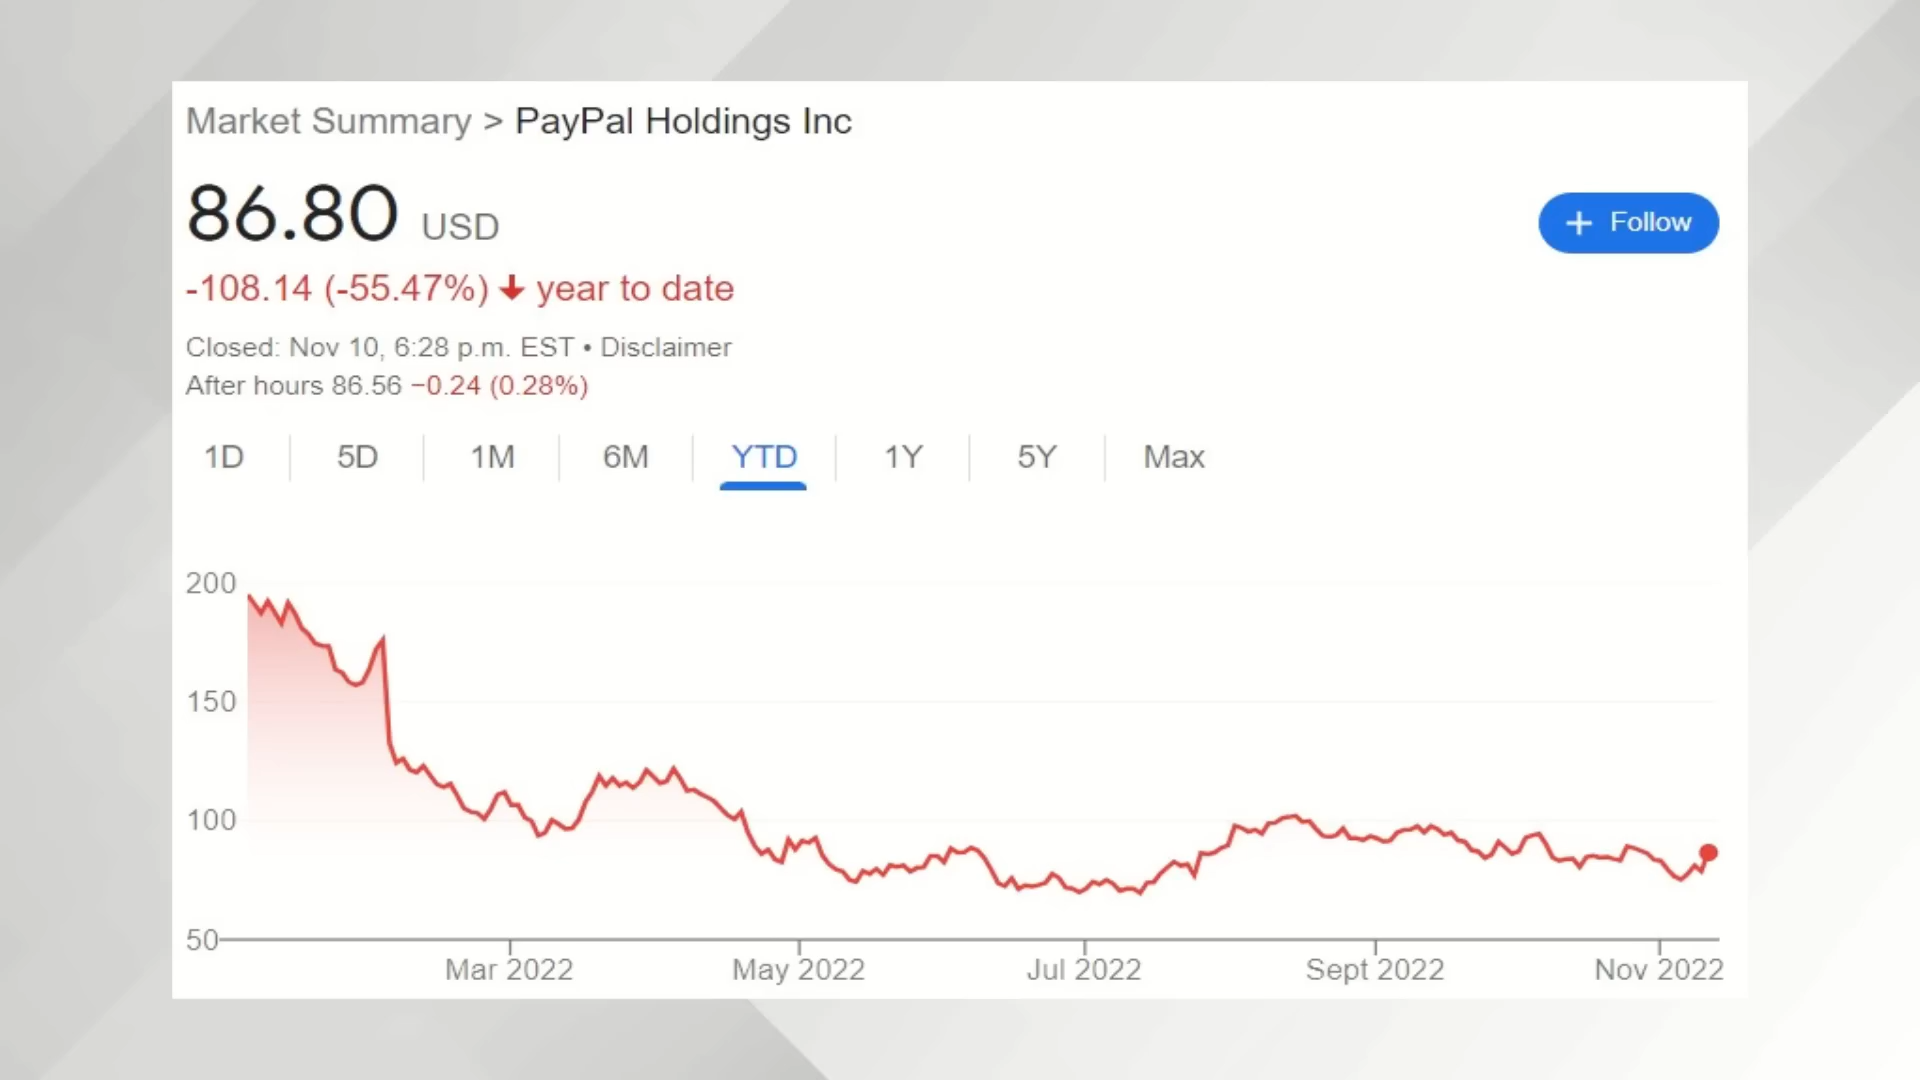 Market Summary > PayPal Holdings Inc
86.80 USD
+ Follow
-108.14 (-55.47%) ↓ year to date
Closed: Nov 10, 6:28 p.m. EST • Disclaimer
After hours 86.56 −0.24 (0.28%)
1D 5D 1M 6M YTD 1Y 5Y Max
200
150
100
50
Mar 2022 May 2022 Jul 2022 Sept 2022 Nov 2022